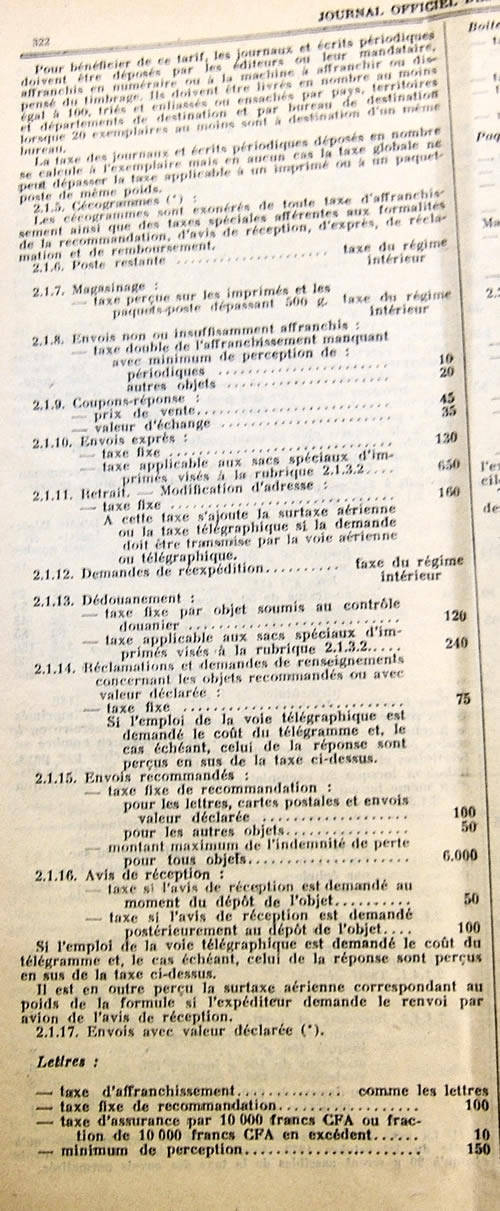 JOURNAL OFFICIEL
322
Pour bénéficier de ce tarif, les journaux et écrits périodiques
doivent être déposés par les éditeurs ou leur mandataire,
affranchis en numéraire ou à la machine à affranchir ou dis-
pensé du timbrage. Ils doivent être livrés en nombre au moins
égal à 100, triés et enliassés ou ensachés par pays, territoires
et départements de destination et par bureau de destination
lorsque 20 exemplaires au moins sont à destination d'un même
bureau.
La taxe des journaux et écrits périodiques déposés en nombre
se calcule à l'exemplaire mais en aucun cas la taxe globale ne
peut dépasser la taxe applicable à un imprimé ou à un paquet-
poste de même poids.
2.1.5. Cécogrammes (*) :
Les cécogrammes sont exonérés de toute taxe d'affranchis-
sement ainsi que des taxes spéciales afférentes aux formalités
de la recommandation, d'avis de réception, d'exprès, de récla-
mation et de remboursement.
2.1.6. Poste restante .................... taxe du régime
intérieur
2.1.7. Magasinage :
— taxe perçue sur les imprimés et les
paquets-poste dépassant 500 g. taxe du régime
intérieur
2.1.8. Envois non ou insuffisamment affranchis :
— taxe double de l'affranchissement manquant
avec minimum de perception de :
périodiques .................... 10
autres objets .................... 20
2.1.9. Coupons-réponse :
— prix de vente.................... 45
— valeur d'échange .................... 35
2.1.10. Envois exprès :
— taxe fixe .................... 130
— taxe applicable aux sacs spéciaux d'im-
primés visés à la rubrique 2.1.3.2.... 650
2.1.11. Retrait. — Modification d'adresse :
— taxe fixe .................... 160
A cette taxe s'ajoute la surtaxe aérienne
ou la taxe télégraphique si la demande
doit être transmise par la voie aérienne
ou télégraphique.
2.1.12. Demandes de réexpédition.......... taxe du régime
intérieur
2.1.13. Dédouanement :
— taxe fixe par objet soumis au contrôle
douanier .................... 120
— taxe applicable aux sacs spéciaux d'im-
primés visés à la rubrique 2.1.3.2..... 240
2.1.14. Réclamations et demandes de renseignements
concernant les objets recommandés ou avec
valeur déclarée :
— taxe fixe .................... 75
Si l'emploi de la voie télégraphique est
demandé le coût du télégramme et, le
cas échéant, celui de la réponse sont
perçus en sus de la taxe ci-dessus.
2.1.15. Envois recommandés :
— taxe fixe de recommandation :
pour les lettres, cartes postales et envois
valeur déclarée .................... 100
pour les autres objets.................... 50
— montant maximum de l'indemnité de perte
pour tous objets.................... 6.000
2.1.16. Avis de réception :
— taxe si l'avis de réception est demandé au
moment du dépôt de l'objet.......... 50
— taxe si l'avis de réception est demandé
postérieurement au dépôt de l'objet.... 100
Si l'emploi de la voie télégraphique est demandé le coût du
télégramme et, le cas échéant, celui de la réponse sont perçus
en sus de la taxe ci-dessus.
Il est en outre perçu la surtaxe aérienne correspondant au
poids de la formule si l'expéditeur demande le renvoi par
avion de l'avis de réception.
2.1.17. Envois avec valeur déclarée (*).
Lettres :
— taxe d'affranchissement.............. comme les lettres
— taxe fixe de recommandation.................... 100
— taxe d'assurance par 10 000 francs CFA ou frac-
tion de 10 000 francs CFA en excédent...... 10
— minimum de perception.................... 150